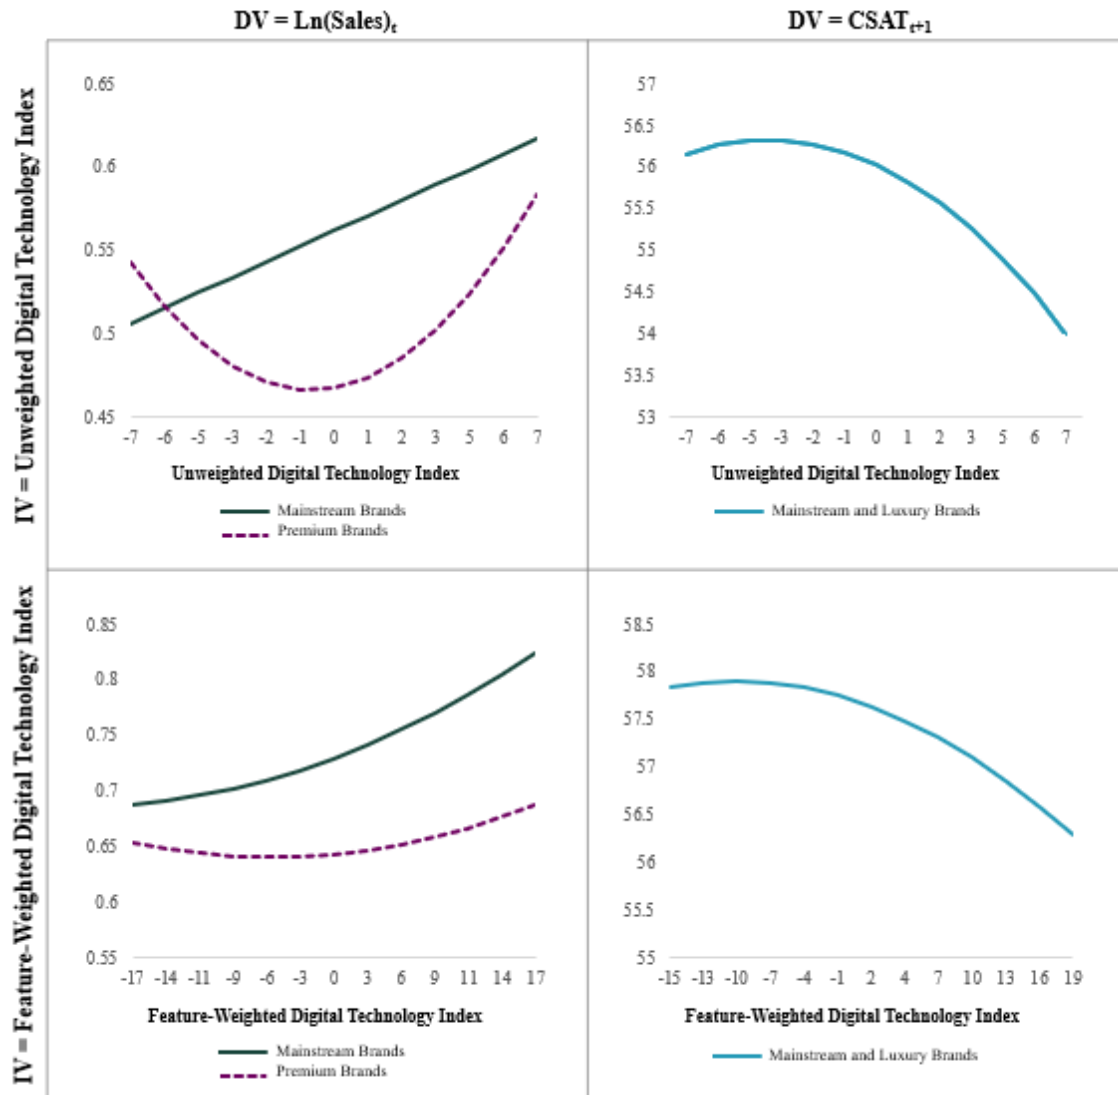 DV = Ln(Sales)t
DV = CSATt+1
IV = Unweighted Digital Technology Index
0.65
0.6
0.55
0.5
0.45
-7 -6 -5 -3 -2 -1 0 1 2 3 5 6 7
Unweighted Digital Technology Index
Mainstream Brands
Premium Brands
57
56.5
56
55.5
55
54.5
54
53.5
53
-7 -6 -5 -3 -2 -1 0 1 2 3 5 6 7
Unweighted Digital Technology Index
Mainstream and Luxury Brands
IV = Feature-Weighted Digital Technology Index
0.85
0.8
0.75
0.7
0.65
0.6
0.55
-17 -14 -11 -9 -6 -3 0 3 6 9 11 14 17
Feature-Weighted Digital Technology Index
Mainstream Brands
Premium Brands
58.5
58
57.5
57
56.5
56
55.5
55
-15 -13 -10 -7 -4 -1 2 4 7 10 13 16 19
Feature-Weighted Digital Technology Index
Mainstream and Luxury Brands